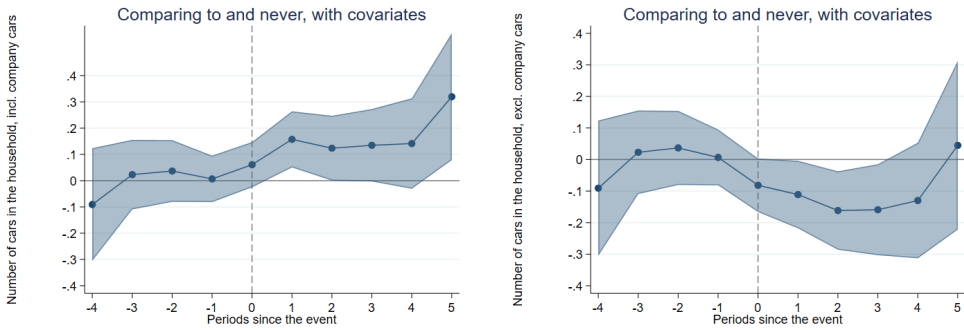 Comparing to and never, with covariates
Number of cars in the household, incl. company cars
.4
.3
.2
.1
0
-.1
-.2
-.3
-.4
-4 -3 -2 -1 0 1 2 3 4 5
Periods since the event
Comparing to and never, with covariates
Number of cars in the household, excl. company cars
.4
.3
.2
.1
0
-.1
-.2
-.3
-.4
-4 -3 -2 -1 0 1 2 3 4 5
Periods since the event